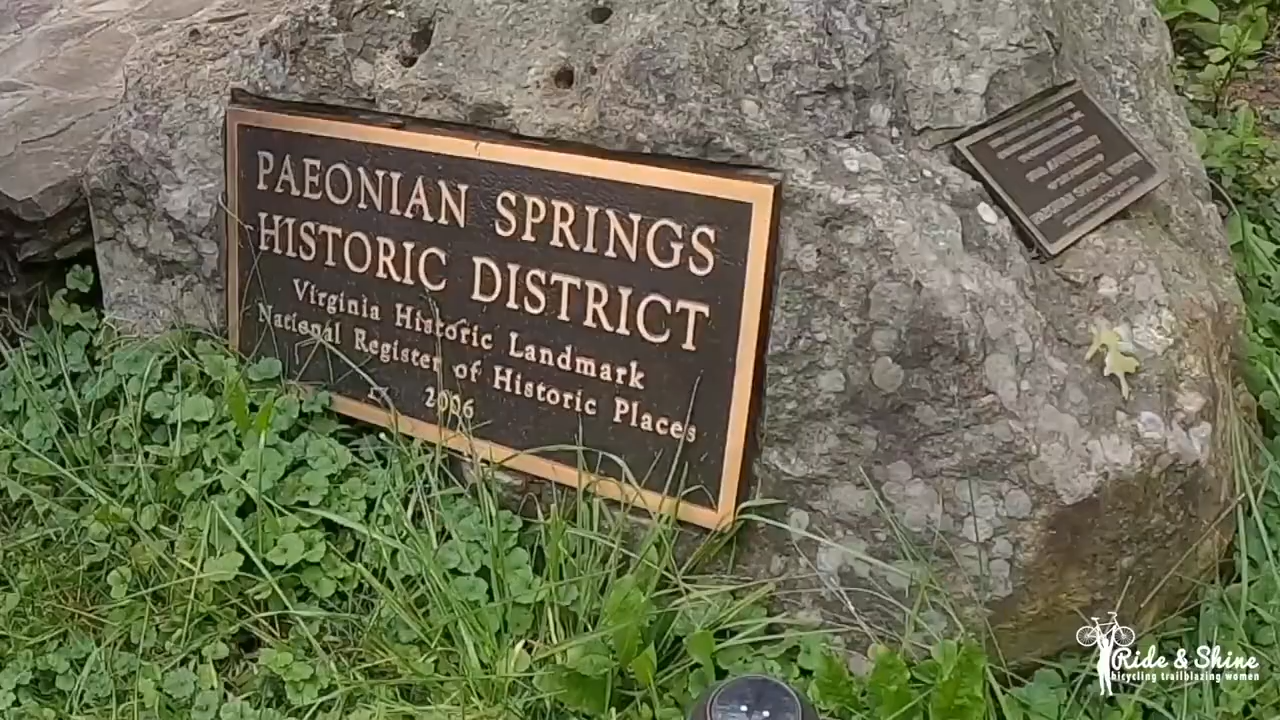 PAEONIAN SPRINGS
HISTORIC DISTRICT
Virginia Historic Landmark
National Register of Historic Places
2006
Ride & Shine
bicycling trailblazing women